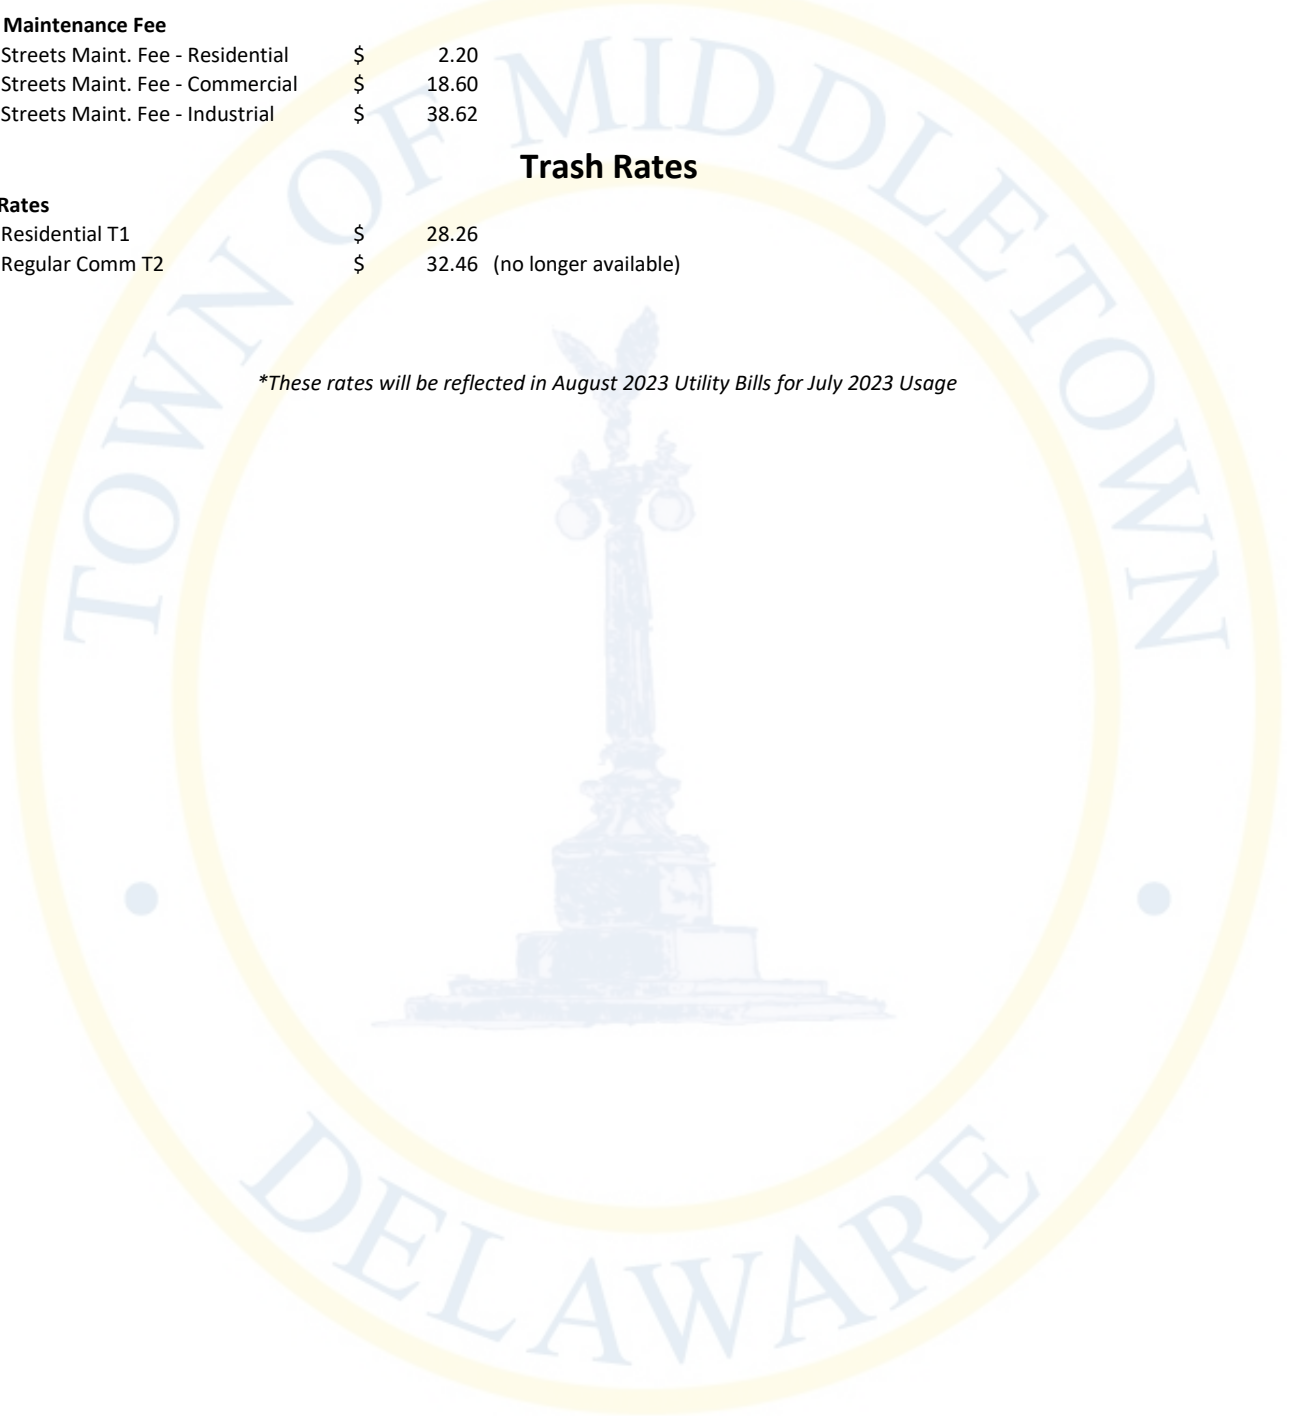 Maintenance Fee
Streets Maint. Fee - Residential $ 2.20
Streets Maint. Fee - Commercial $ 18.60
Streets Maint. Fee - Industrial $ 38.62
Trash Rates
Rates
Residential T1 $ 28.26
Regular Comm T2 $ 32.46 (no longer available)
*These rates will be reflected in August 2023 Utility Bills for July 2023 Usage
TOWN OF MIDDLETOWN
DELAWARE